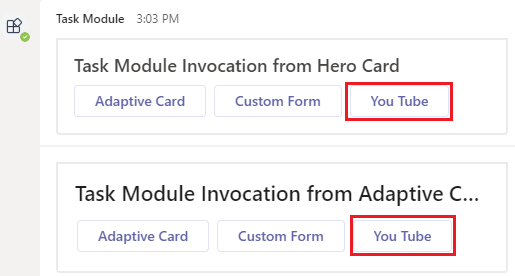 Task Module 3:03 PM
Task Module Invocation from Hero Card
Adaptive Card Custom Form You Tube
Task Module Invocation from Adaptive C...
Adaptive Card Custom Form You Tube